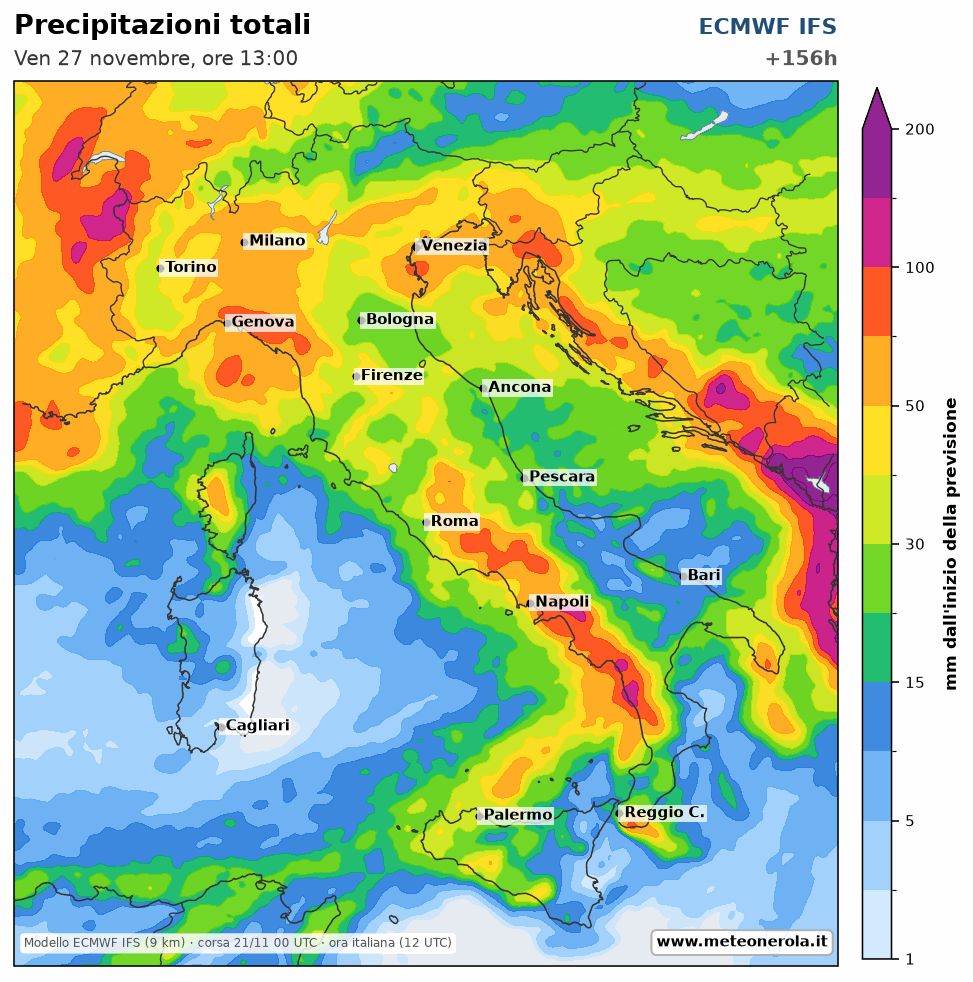 Precipitazioni totali
ECMWF IFS
Ven 27 novembre, ore 13:00
+156h
200
100
50
30
15
5
1
mm dall'inizio della previsione
Milano
Venezia
Torino
Genova
Bologna
Firenze
Ancona
Pescara
Roma
Bari
Napoli
Cagliari
Palermo
Reggio C.
Modello ECMWF IFS (9 km) · corsa 21/11 00 UTC · ora italiana (12 UTC)
www.meteonerola.it